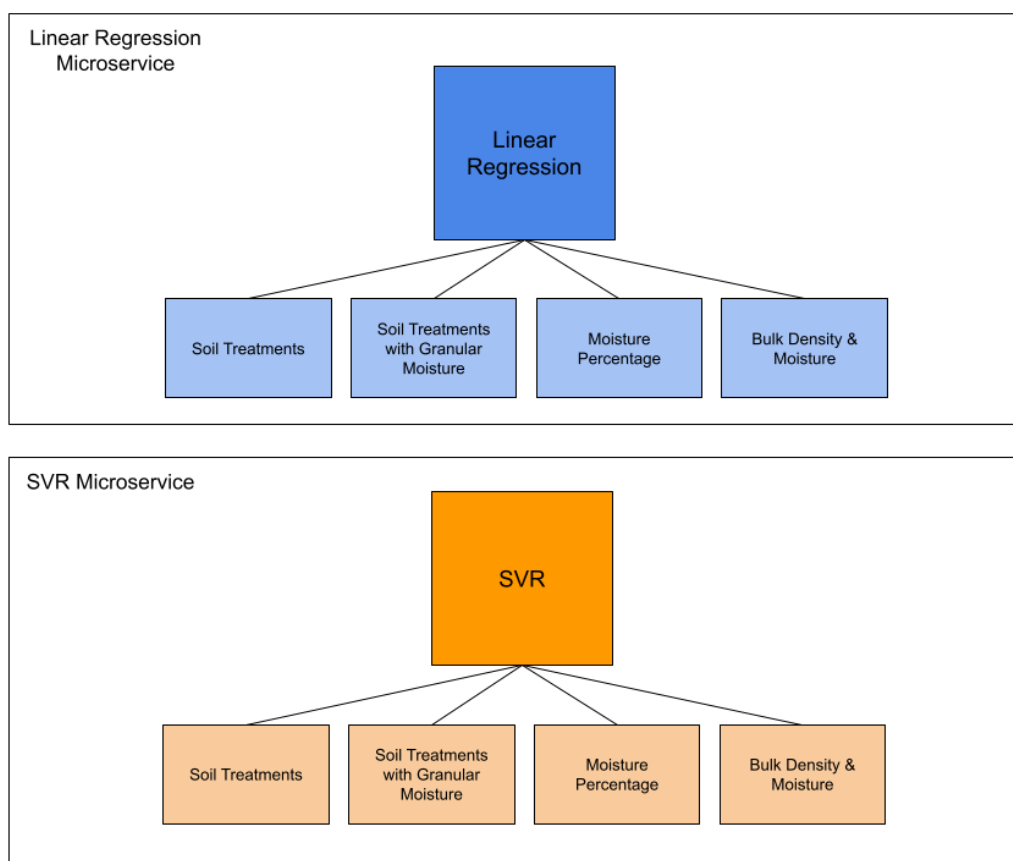 Linear Regression
Microservice
Linear
Regression
Soil Treatments
Soil Treatments
with Granular
Moisture
Moisture
Percentage
Bulk Density &
Moisture
SVR Microservice
SVR
Soil Treatments
Soil Treatments
with Granular
Moisture
Moisture
Percentage
Bulk Density &
Moisture